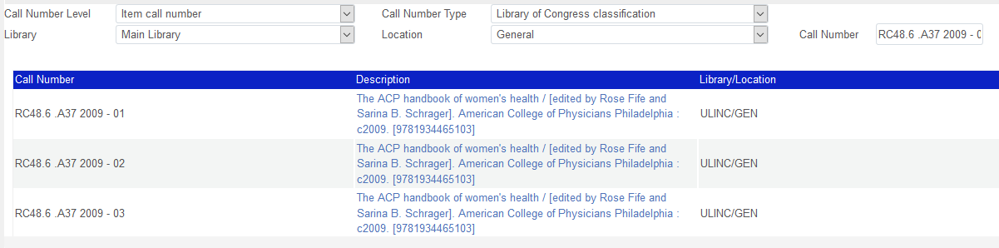 Call Number Level Item call number Call Number Type Library of Congress classification
Library Main Library Location General Call Number RC48.6 .A37 2009 - 0
Call Number Description Library/Location
RC48.6 .A37 2009 - 01
The ACP handbook of women's health / [edited by Rose Fife and
Sarina B. Schrager]. American College of Physicians Philadelphia :
c2009. [9781934465103]
ULINC/GEN
RC48.6 .A37 2009 - 02
The ACP handbook of women's health / [edited by Rose Fife and
Sarina B. Schrager]. American College of Physicians Philadelphia :
c2009. [9781934465103]
ULINC/GEN
RC48.6 .A37 2009 - 03
The ACP handbook of women's health / [edited by Rose Fife and
Sarina B. Schrager]. American College of Physicians Philadelphia :
c2009. [9781934465103]
ULINC/GEN